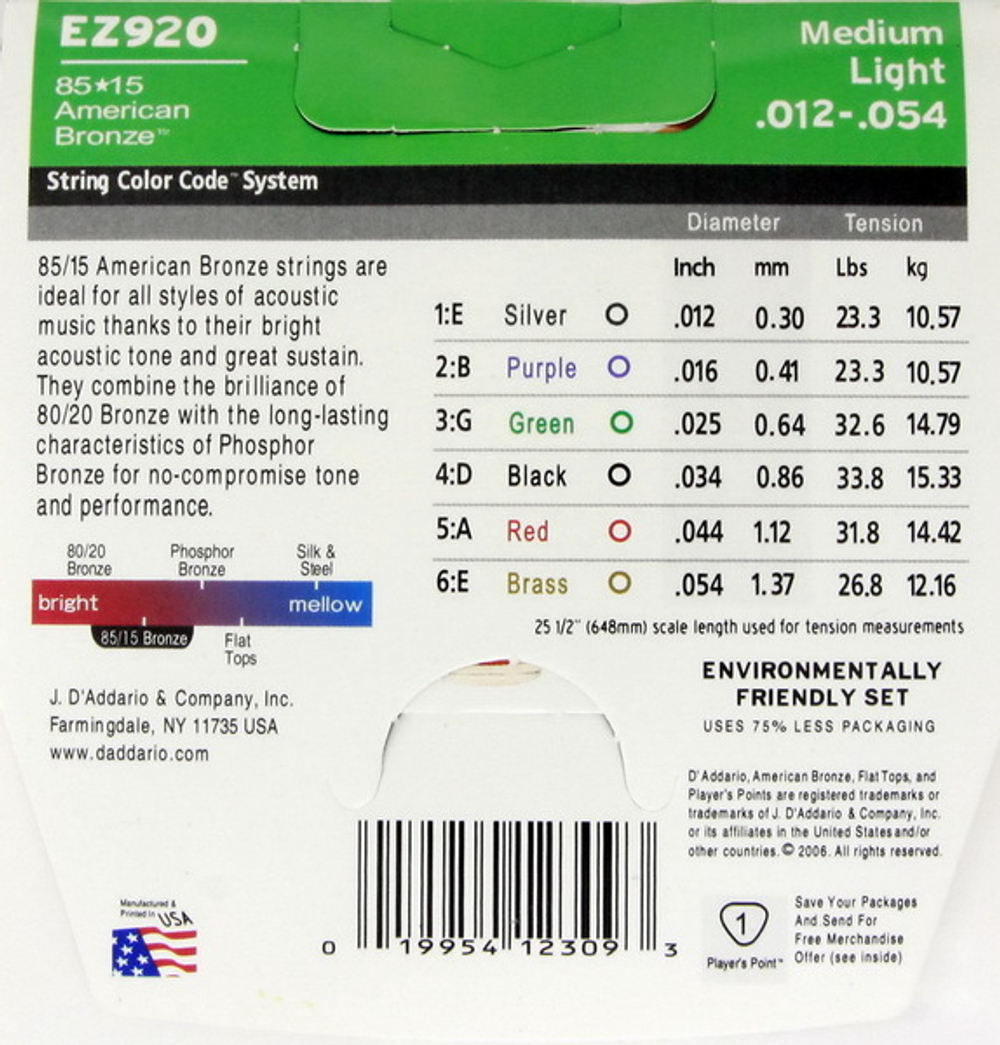 EZ920
85★15
American
Bronze™
Medium
Light
.012-.054
String Color Code™ System
Diameter Tension
85/15 American Bronze strings are
ideal for all styles of acoustic
music thanks to their bright
acoustic tone and great sustain.
They combine the brilliance of
80/20 Bronze with the long-lasting
characteristics of Phosphor
Bronze for no-compromise tone
and performance.
Inch mm Lbs kg
1:E Silver .012 0.30 23.3 10.57
2:B Purple .016 0.41 23.3 10.57
3:G Green .025 0.64 32.6 14.79
4:D Black .034 0.86 33.8 15.33
5:A Red .044 1.12 31.8 14.42
6:E Brass .054 1.37 26.8 12.16
25 1/2" (648mm) scale length used for tension measurements
80/20
Bronze
Phosphor
Bronze
Silk &
Steel
bright mellow
85/15 Bronze
Flat
Tops
J. D'Addario & Company, Inc.
Farmingdale, NY 11735 USA
www.daddario.com
ENVIRONMENTALLY
FRIENDLY SET
USES 75% LESS PACKAGING
D'Addario, American Bronze, Flat Tops, and
Player's Points are registered trademarks or
trademarks of J. D'Addario & Company, Inc.
or its affiliates in the United States and/or
other countries. © 2006. All rights reserved.
Manufactured &
Printed in USA
0 19954 12309 3
1
Player's Point™
Save Your Packages
And Send For
Free Merchandise
Offer (see inside)